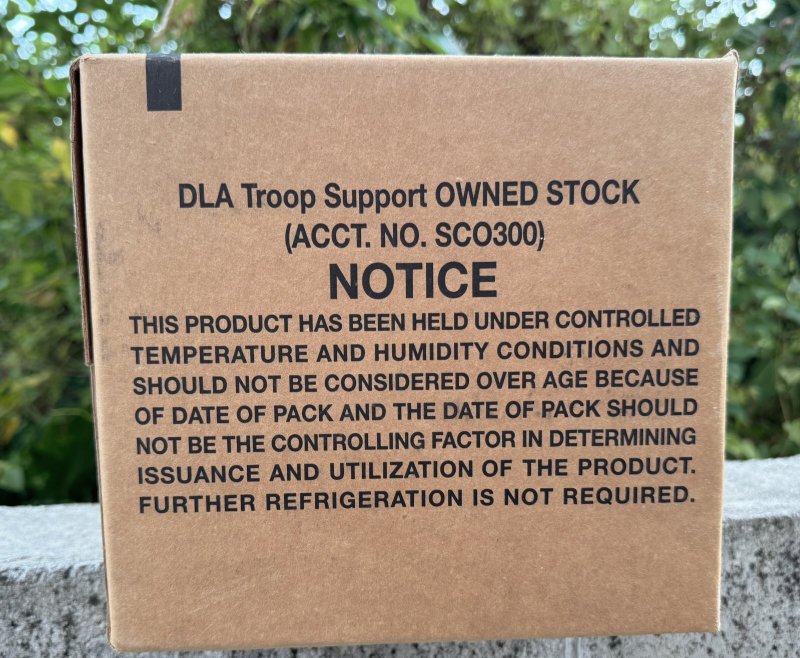 DLA Troop Support OWNED STOCK
(ACCT. NO. SCO300)
NOTICE
THIS PRODUCT HAS BEEN HELD UNDER CONTROLLED
TEMPERATURE AND HUMIDITY CONDITIONS AND
SHOULD NOT BE CONSIDERED OVER AGE BECAUSE
OF DATE OF PACK AND THE DATE OF PACK SHOULD
NOT BE THE CONTROLLING FACTOR IN DETERMINING
ISSUANCE AND UTILIZATION OF THE PRODUCT.
FURTHER REFRIGERATION IS NOT REQUIRED.